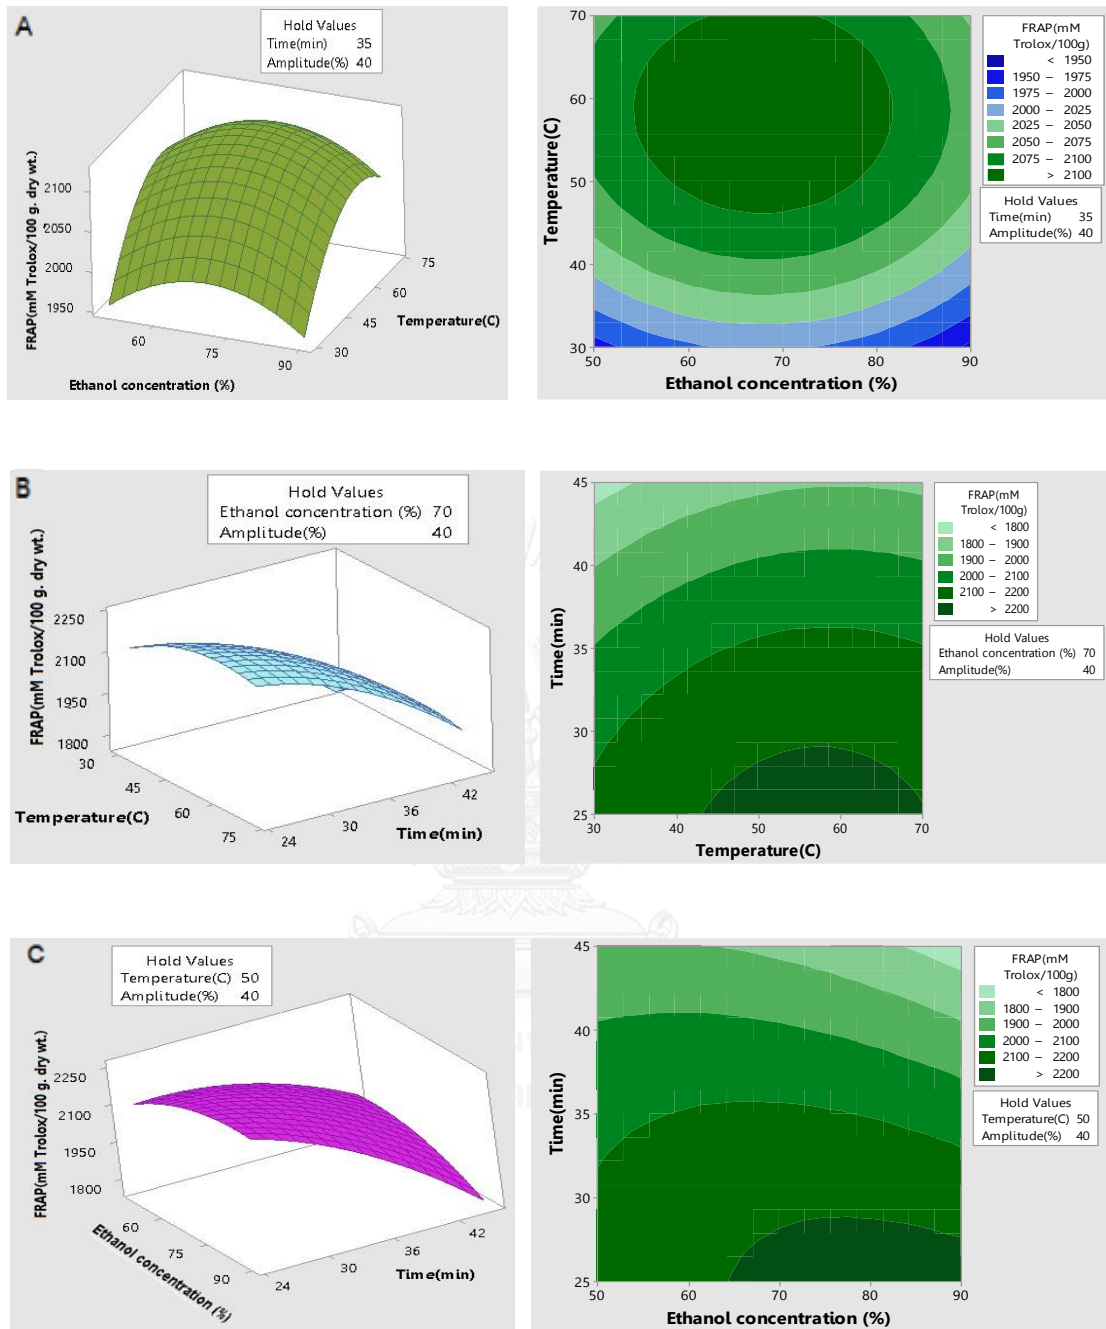 A
Hold Values
Time(min) 35
Amplitude(%) 40
FRAP(mM Trolox/100 g. dry wt.)
2100
2050
2000
1950
60
75
90
Ethanol concentration (%)
75
60
45
30
Temperature(C)
70
60
50
40
30
Temperature(C)
50
60
70
80
90
Ethanol concentration (%)
FRAP(mM
Trolox/100g)
< 1950
1950 – 1975
1975 – 2000
2000 – 2025
2025 – 2050
2050 – 2075
2075 – 2100
> 2100
Hold Values
Time(min) 35
Amplitude(%) 40
B
Hold Values
Ethanol concentration (%) 70
Amplitude(%) 40
FRAP(mM Trolox/100 g. dry wt.)
2250
2100
1950
1800
30
45
60
75
Temperature(C)
24
30
36
42
Time(min)
45
40
35
30
25
Time(min)
30
40
50
60
70
Temperature(C)
FRAP(mM
Trolox/100g)
< 1800
1800 – 1900
1900 – 2000
2000 – 2100
2100 – 2200
> 2200
Hold Values
Ethanol concentration (%) 70
Amplitude(%) 40
C
Hold Values
Temperature(C) 50
Amplitude(%) 40
FRAP(mM Trolox/100 g. dry wt.)
2250
2100
1950
1800
60
75
90
Ethanol concentration (%)
24
30
36
42
Time(min)
45
40
35
30
25
Time(min)
50
60
70
80
90
Ethanol concentration (%)
FRAP(mM
Trolox/100g)
< 1800
1800 – 1900
1900 – 2000
2000 – 2100
2100 – 2200
> 2200
Hold Values
Temperature(C) 50
Amplitude(%) 40